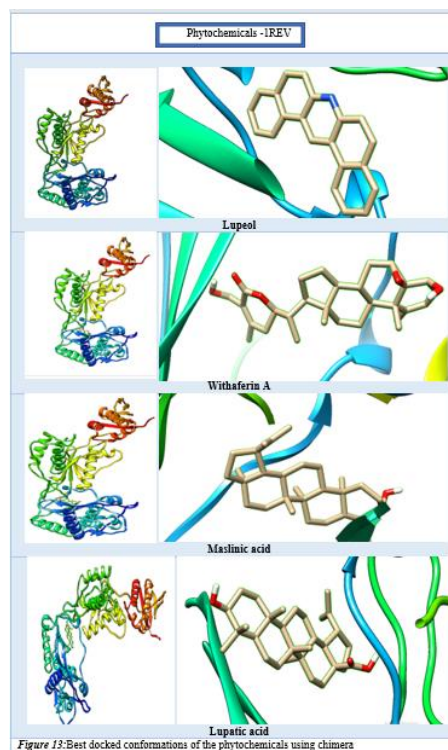 Phytochemicals -1REV
Lupeol
Withaferin A
Maslinic acid
Lupatic acid
Figure 13:Best docked conformations of the phytochemicals using chimera